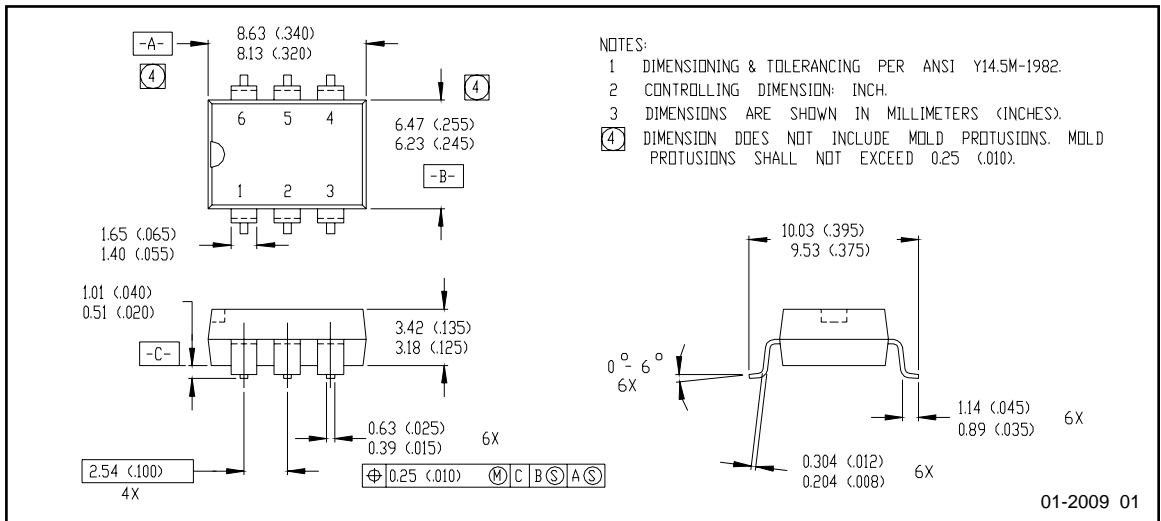 -A-
4
8.63 (.340)
8.13 (.320)
4
6 5 4
6.47 (.255)
6.23 (.245)
-B-
1 2 3
1.65 (.065)
1.40 (.055)
NOTES:
1 DIMENSIONING & TOLERANCING PER ANSI Y14.5M-1982.
2 CONTROLLING DIMENSION: INCH.
3 DIMENSIONS ARE SHOWN IN MILLIMETERS (INCHES).
4 DIMENSION DOES NOT INCLUDE MOLD PROTUSIONS. MOLD
PROTUSIONS SHALL NOT EXCEED 0.25 (.010).
1.01 (.040)
0.51 (.020)
-C-
3.42 (.135)
3.18 (.125)
0.63 (.025)
0.39 (.015)
6X
2.54 (.100)
4X
⌖ 0.25 (.010) Ⓜ C B Ⓢ A Ⓢ
10.03 (.395)
9.53 (.375)
0° - 6°
6X
1.14 (.045)
0.89 (.035)
6X
0.304 (.012)
0.204 (.008)
6X
01-2009 01